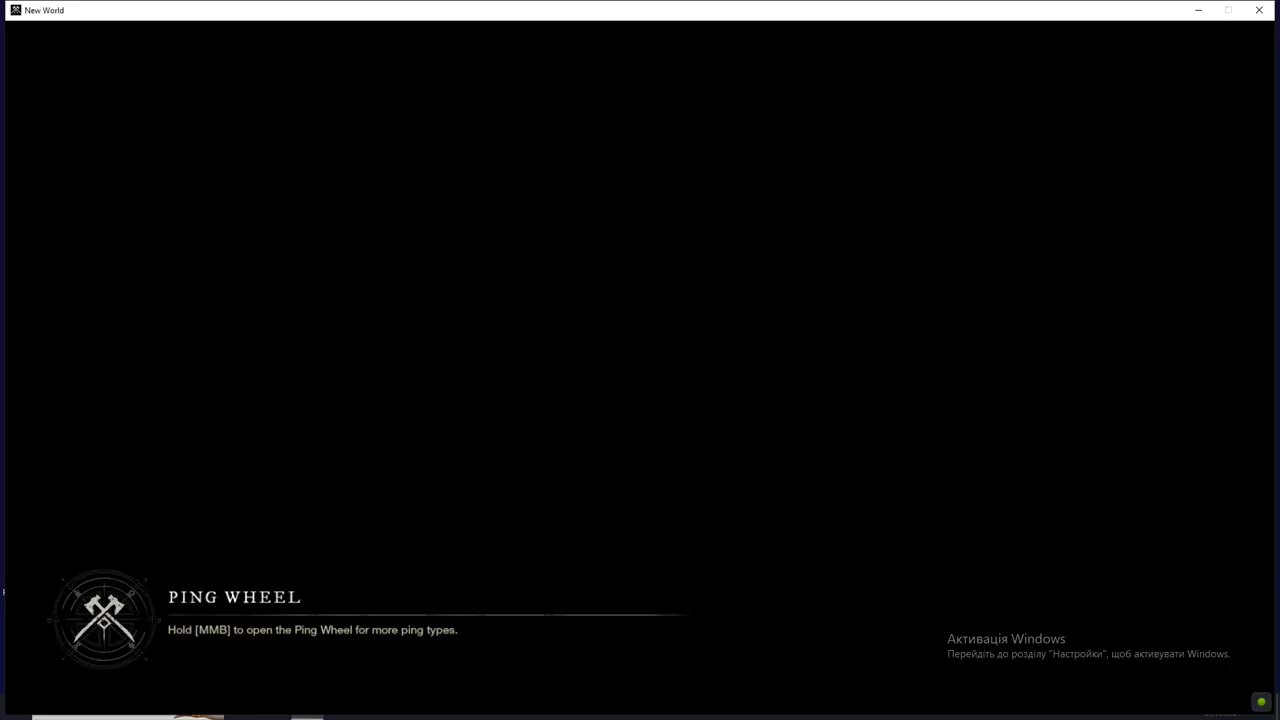 New World
PING WHEEL
Hold [MMB] to open the Ping Wheel for more ping types.
Активація Windows
Перейдіть до розділу "Настройки", щоб активувати Windows.